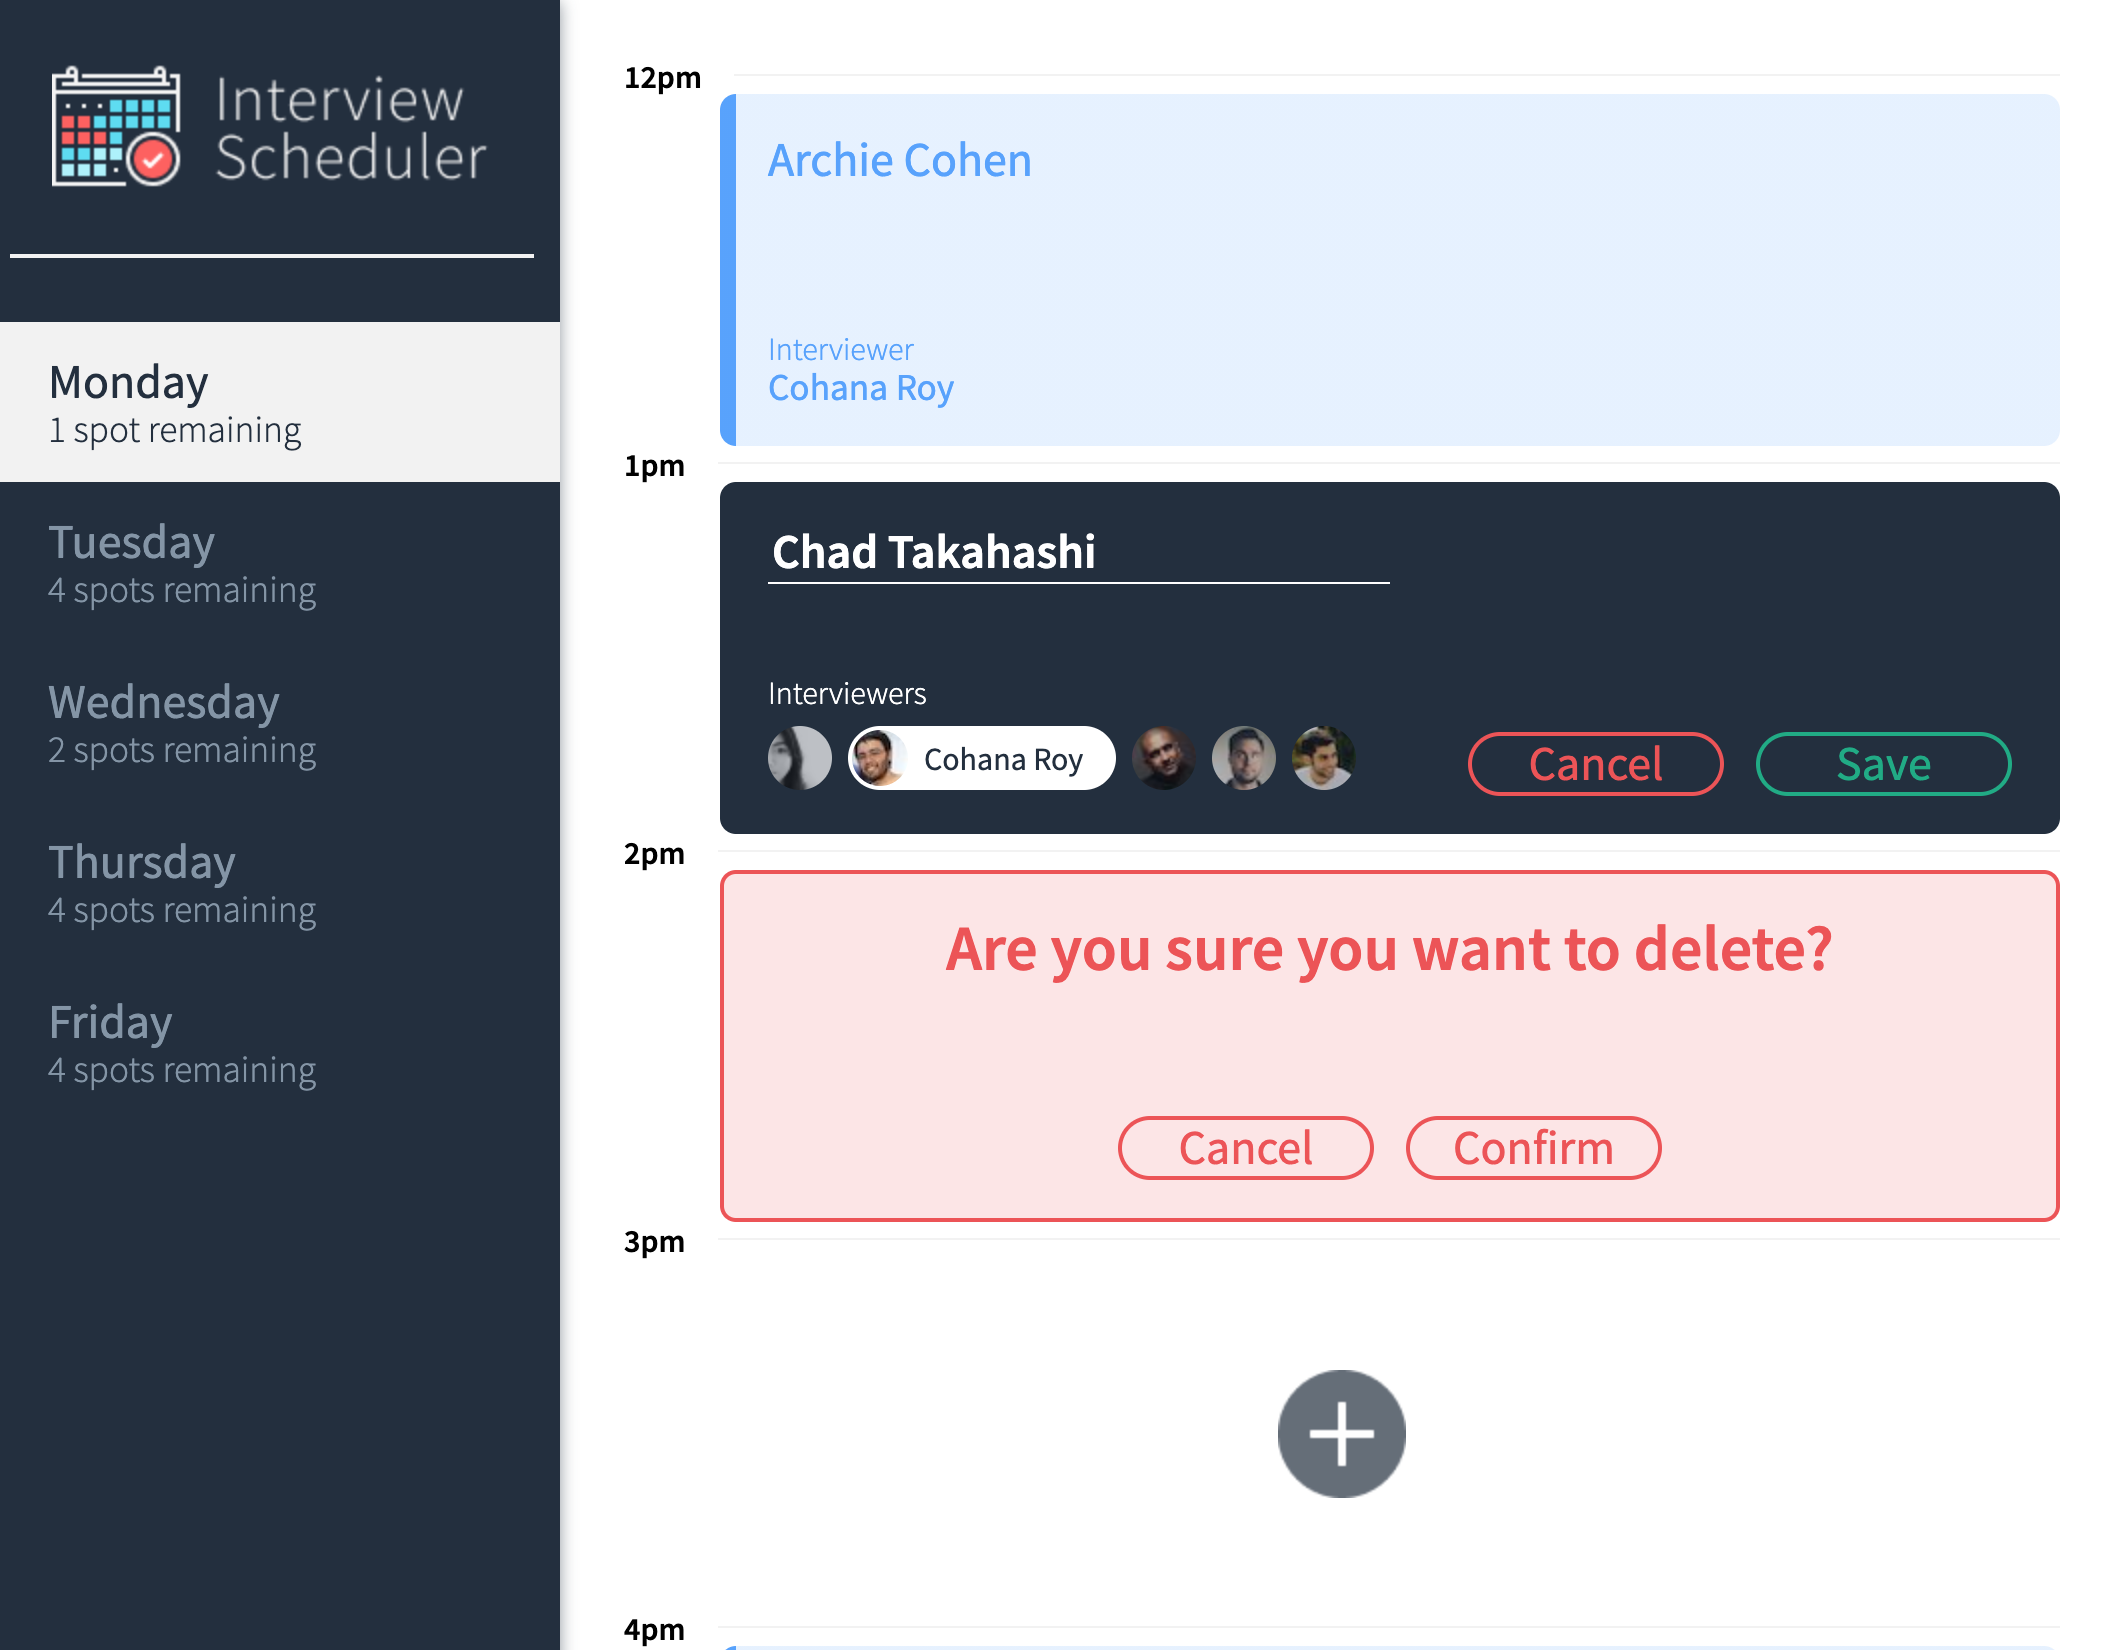 Interview
Scheduler
Monday
1 spot remaining
Tuesday
4 spots remaining
Wednesday
2 spots remaining
Thursday
4 spots remaining
Friday
4 spots remaining
12pm
Archie Cohen
Interviewer
Cohana Roy
1pm
Chad Takahashi
Interviewers
Cohana Roy
Cancel Save
2pm
Are you sure you want to delete?
Cancel Confirm
3pm
4pm